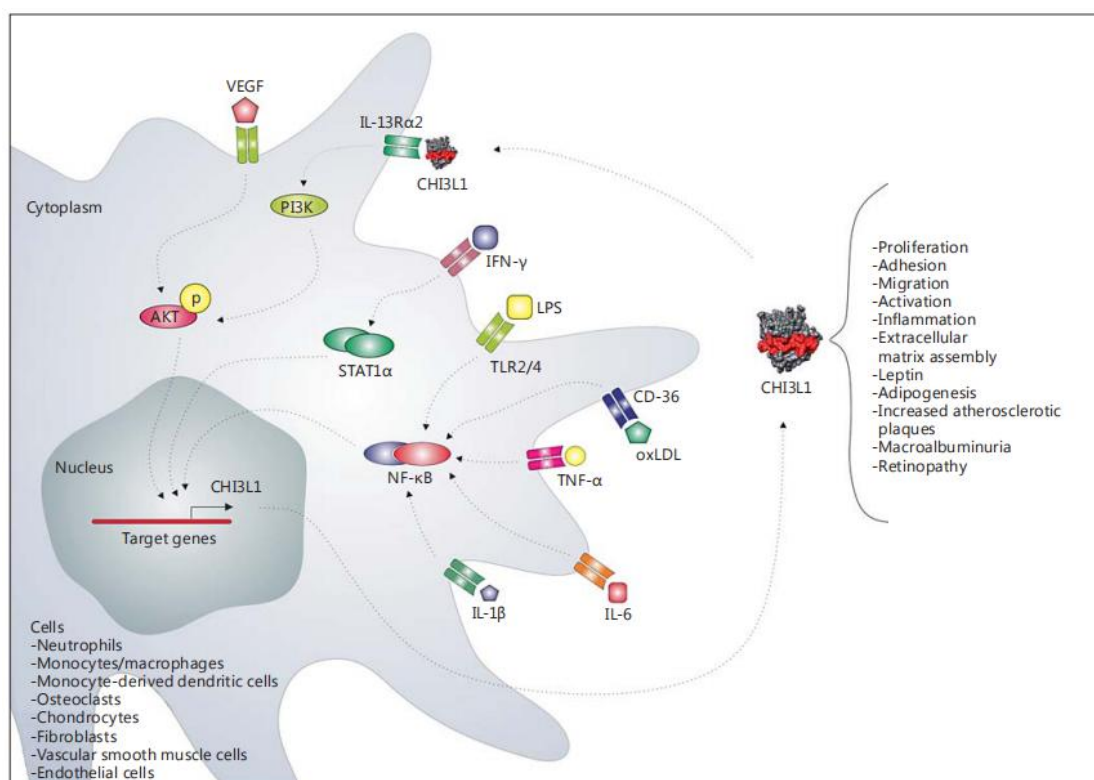 VEGF
IL-13Rα2
CHI3L1
Cytoplasm
PI3K
IFN-γ
p
AKT
LPS
STAT1α
TLR2/4
CD-36
oxLDL
NF-κB
TNF-α
Nucleus
CHI3L1
Target genes
IL-1β
IL-6
Cells
-Neutrophils
-Monocytes/macrophages
-Monocyte-derived dendritic cells
-Osteoclasts
-Chondrocytes
-Fibroblasts
-Vascular smooth muscle cells
-Endothelial cells
CHI3L1
-Proliferation
-Adhesion
-Migration
-Activation
-Inflammation
-Extracellular
matrix assembly
-Leptin
-Adipogenesis
-Increased atherosclerotic
plaques
-Macroalbuminuria
-Retinopathy